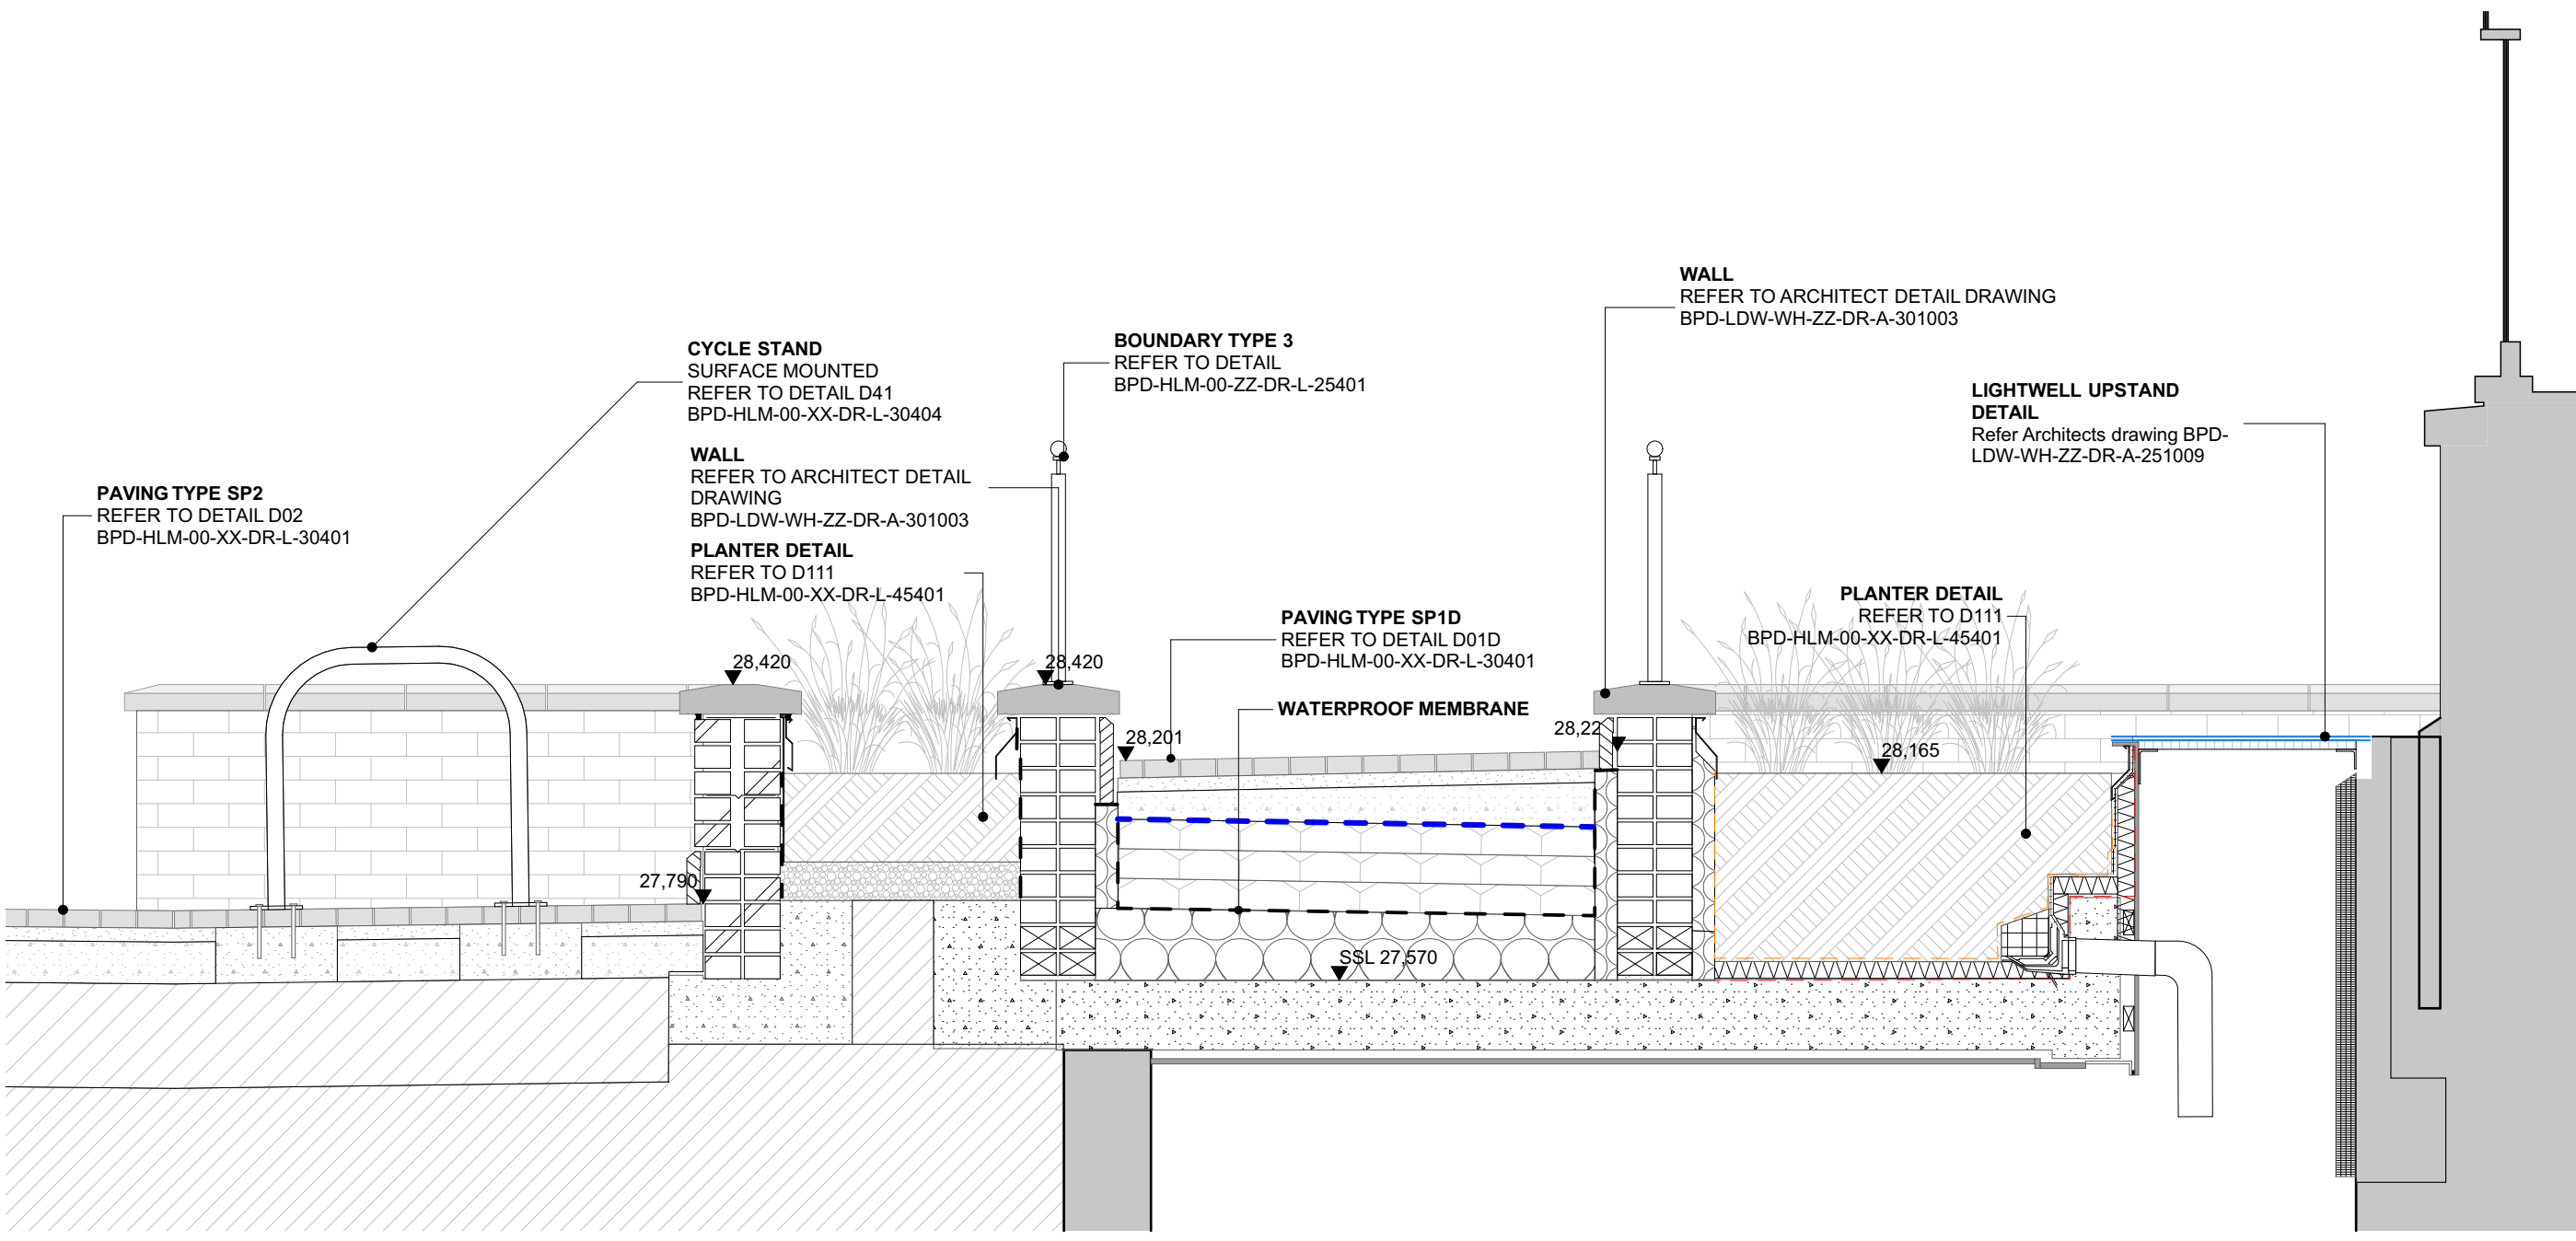 WALL
REFER TO ARCHITECT DETAIL DRAWING
BPD-LDW-WH-ZZ-DR-A-301003
BOUNDARY TYPE 3
REFER TO DETAIL
BPD-HLM-00-ZZ-DR-L-25401
CYCLE STAND
SURFACE MOUNTED
REFER TO DETAIL D41
BPD-HLM-00-XX-DR-L-30404
LIGHTWELL UPSTAND
DETAIL
Refer Architects drawing BPD-
LDW-WH-ZZ-DR-A-251009
WALL
REFER TO ARCHITECT DETAIL
DRAWING
BPD-LDW-WH-ZZ-DR-A-301003
PAVING TYPE SP2
REFER TO DETAIL D02
BPD-HLM-00-XX-DR-L-30401
PLANTER DETAIL
REFER TO D111
BPD-HLM-00-XX-DR-L-45401
PLANTER DETAIL
REFER TO D111
BPD-HLM-00-XX-DR-L-45401
PAVING TYPE SP1D
REFER TO DETAIL D01D
BPD-HLM-00-XX-DR-L-30401
28,420
28,420
WATERPROOF MEMBRANE
28,201
28,22
28,165
27,790
SSL 27,570